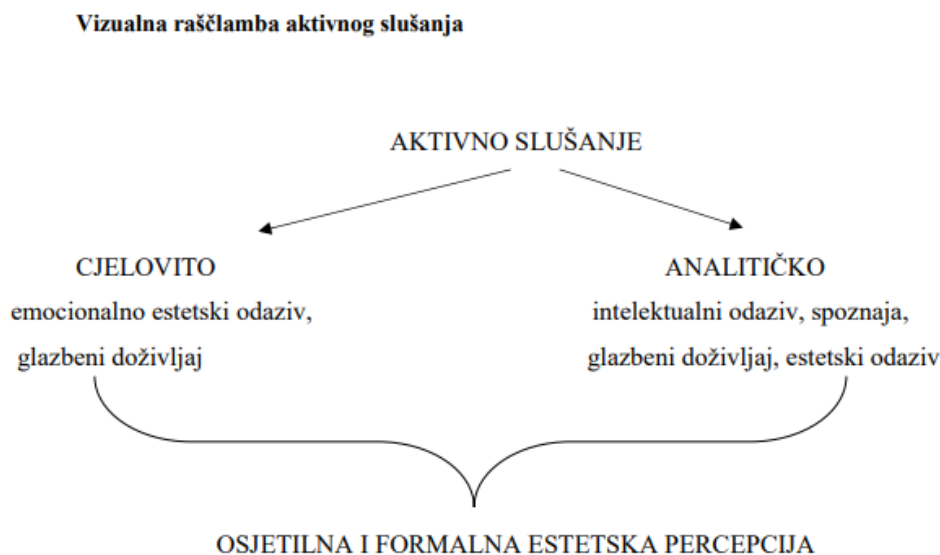 Vizualna raščlamba aktivnog slušanja
AKTIVNO SLUŠANJE
CJELOVITO
emocionalno estetski odaziv,
glazbeni doživljaj
ANALITIČKO
intelektualni odaziv, spoznaja,
glazbeni doživljaj, estetski odaziv
OSJETILNA I FORMALNA ESTETSKA PERCEPCIJA